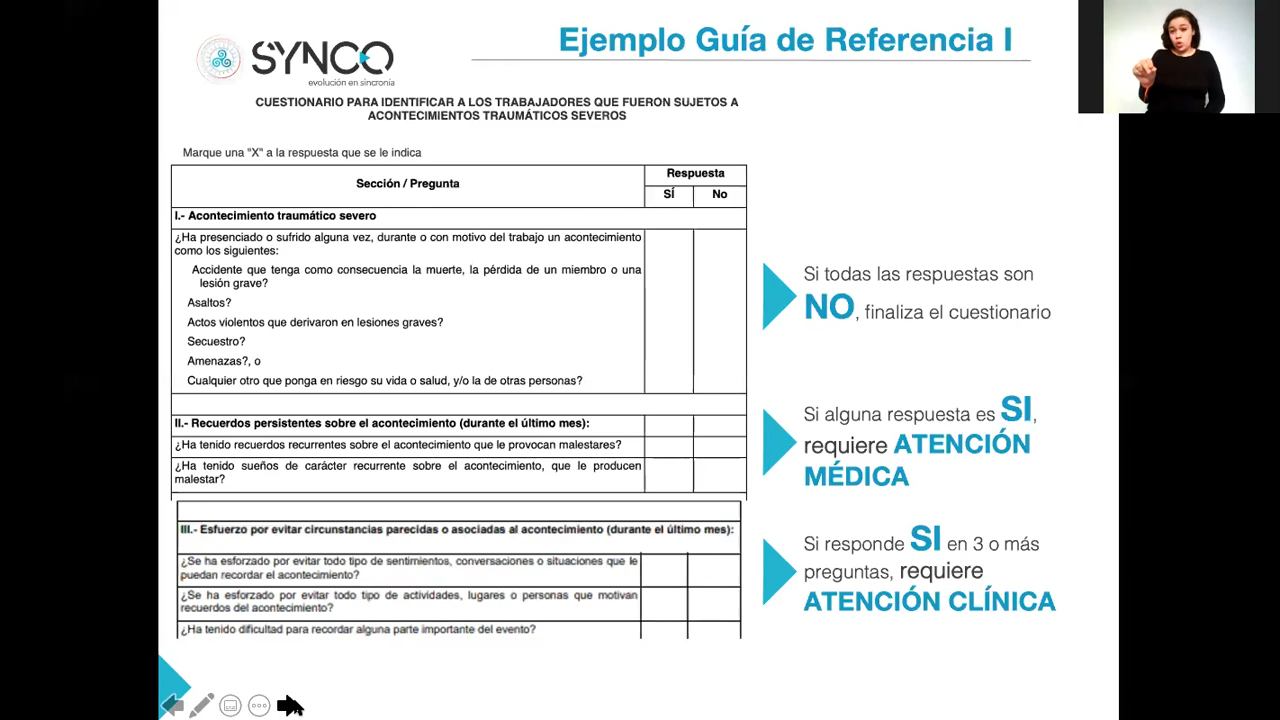 Ejemplo Guía de Referencia I
SYNCO
evolución en sincronía
CUESTIONARIO PARA IDENTIFICAR A LOS TRABAJADORES QUE FUERON SUJETOS A
ACONTECIMIENTOS TRAUMÁTICOS SEVEROS
Marque una "X" a la respuesta que se le indica
Sección / Pregunta
Respuesta
SÍ
No
I.- Acontecimiento traumático severo
¿Ha presenciado o sufrido alguna vez, durante o con motivo del trabajo un acontecimiento
como los siguientes:
Accidente que tenga como consecuencia la muerte, la pérdida de un miembro o una
lesión grave?
Asaltos?
Actos violentos que derivaron en lesiones graves?
Secuestro?
Amenazas?, o
Cualquier otro que ponga en riesgo su vida o salud, y/o la de otras personas?
II.- Recuerdos persistentes sobre el acontecimiento (durante el último mes):
¿Ha tenido recuerdos recurrentes sobre el acontecimiento que le provocan malestares?
¿Ha tenido sueños de carácter recurrente sobre el acontecimiento, que le producen
malestar?
III.- Esfuerzo por evitar circunstancias parecidas o asociadas al acontecimiento (durante el último mes):
¿Se ha esforzado por evitar todo tipo de sentimientos, conversaciones o situaciones que le
puedan recordar el acontecimiento?
¿Se ha esforzado por evitar todo tipo de actividades, lugares o personas que motivan
recuerdos del acontecimiento?
¿Ha tenido dificultad para recordar alguna parte importante del evento?
Si todas las respuestas son
NO, finaliza el cuestionario
Si alguna respuesta es SI,
requiere ATENCIÓN
MÉDICA
Si responde SI en 3 o más
preguntas, requiere
ATENCIÓN CLÍNICA